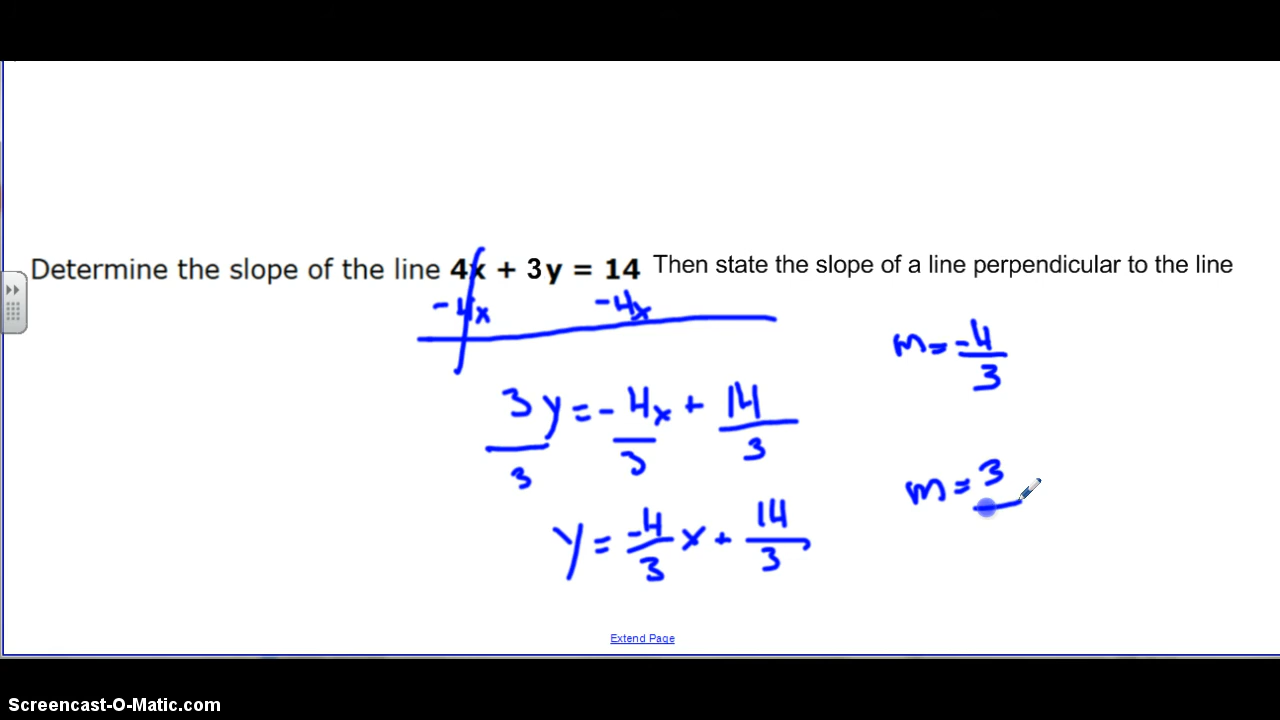 Determine the slope of the line 4x + 3y = 14 Then state the slope of a line perpendicular to the line
-4x -4x
m = -4/3
3y/3 = -4x/3 + 14/3
m = 3
y = -4/3 x + 14/3
Extend Page
Screencast-O-Matic.com